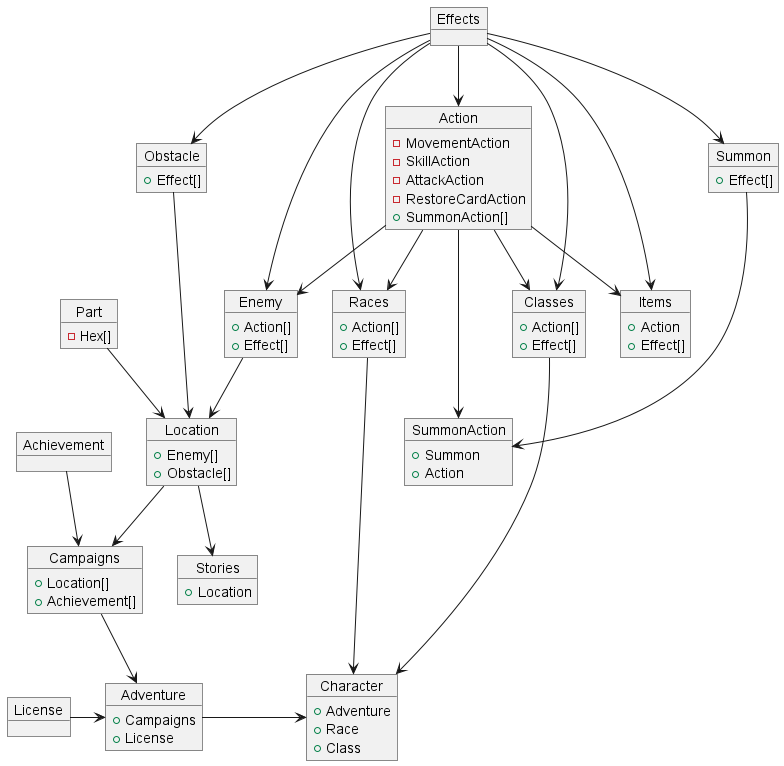 Effects
Action
MovementAction
SkillAction
AttackAction
RestoreCardAction
SummonAction[]
Obstacle
Effect[]
Summon
Effect[]
Enemy
Action[]
Effect[]
Races
Action[]
Effect[]
Classes
Action[]
Effect[]
Items
Action
Effect[]
Part
Hex[]
Location
Enemy[]
Obstacle[]
SummonAction
Summon
Action
Achievement
Campaigns
Location[]
Achievement[]
Stories
Location
License
Adventure
Campaigns
License
Character
Adventure
Race
Class